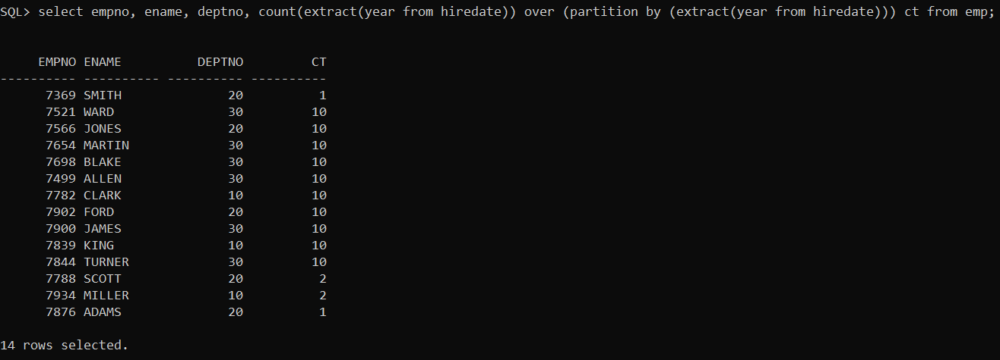 SQL> select empno, ename, deptno, count(extract(year from hiredate)) over (partition by (extract(year from hiredate))) ct from emp;
EMPNO ENAME DEPTNO CT
---------- ---------- ---------- ----------
7369 SMITH 20 1
7521 WARD 30 10
7566 JONES 20 10
7654 MARTIN 30 10
7698 BLAKE 30 10
7499 ALLEN 30 10
7782 CLARK 10 10
7902 FORD 20 10
7900 JAMES 30 10
7839 KING 10 10
7844 TURNER 30 10
7788 SCOTT 20 2
7934 MILLER 10 2
7876 ADAMS 20 1
14 rows selected.